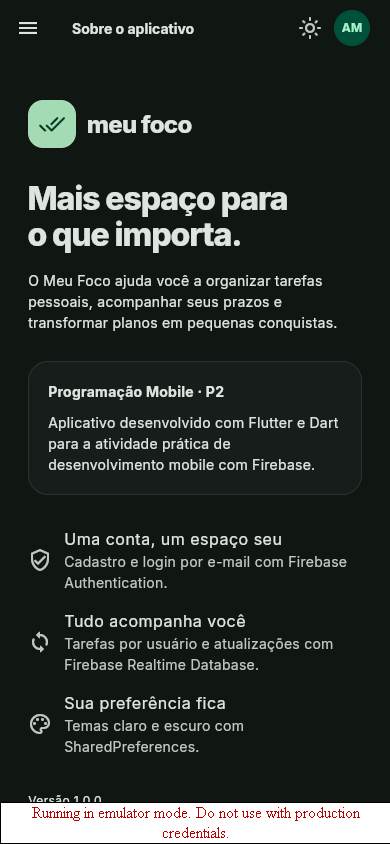 Sobre o aplicativo
AM
meu foco
Mais espaço para
o que importa.
O Meu Foco ajuda você a organizar tarefas
pessoais, acompanhar seus prazos e
transformar planos em pequenas conquistas.
Programação Mobile · P2
Aplicativo desenvolvido com Flutter e Dart
para a atividade prática de
desenvolvimento mobile com Firebase.
Uma conta, um espaço seu
Cadastro e login por e-mail com Firebase
Authentication.
Tudo acompanha você
Tarefas por usuário e atualizações com
Firebase Realtime Database.
Sua preferência fica
Temas claro e escuro com
SharedPreferences.
Versão 1.0.0
Running in emulator mode. Do not use with production
credentials.